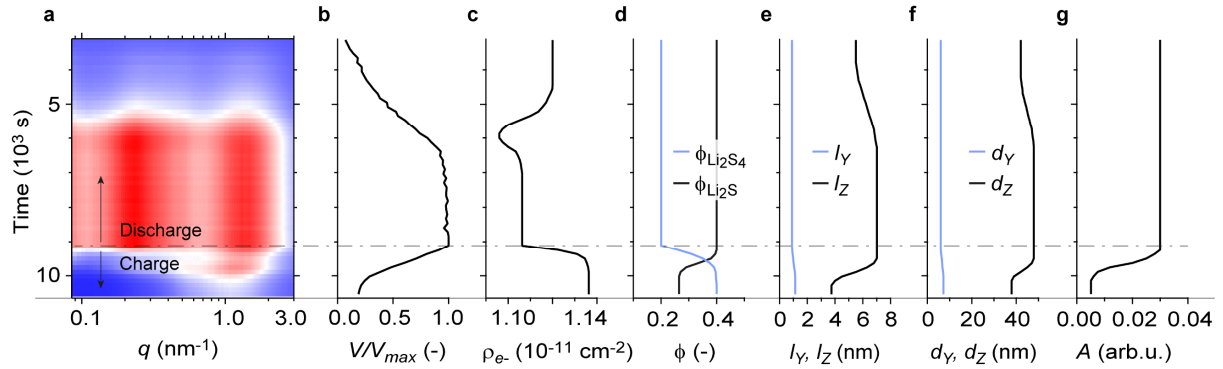 a b c d e f g
Time (10³ s)
5
10
Discharge
Charge
0.1 1.0 3.0
q (nm⁻¹)
0.0 0.5 1.0
V/Vmax (-)
1.10 1.14
ρe- (10⁻¹¹ cm⁻²)
ϕLi₂S₄
ϕLi₂S
0.2 0.4
ϕ (-)
lY
lZ
0 2 4 6 8
lY, lZ (nm)
dY
dZ
0 20 40 60
dY, dZ (nm)
0.00 0.02 0.04
A (arb.u.)